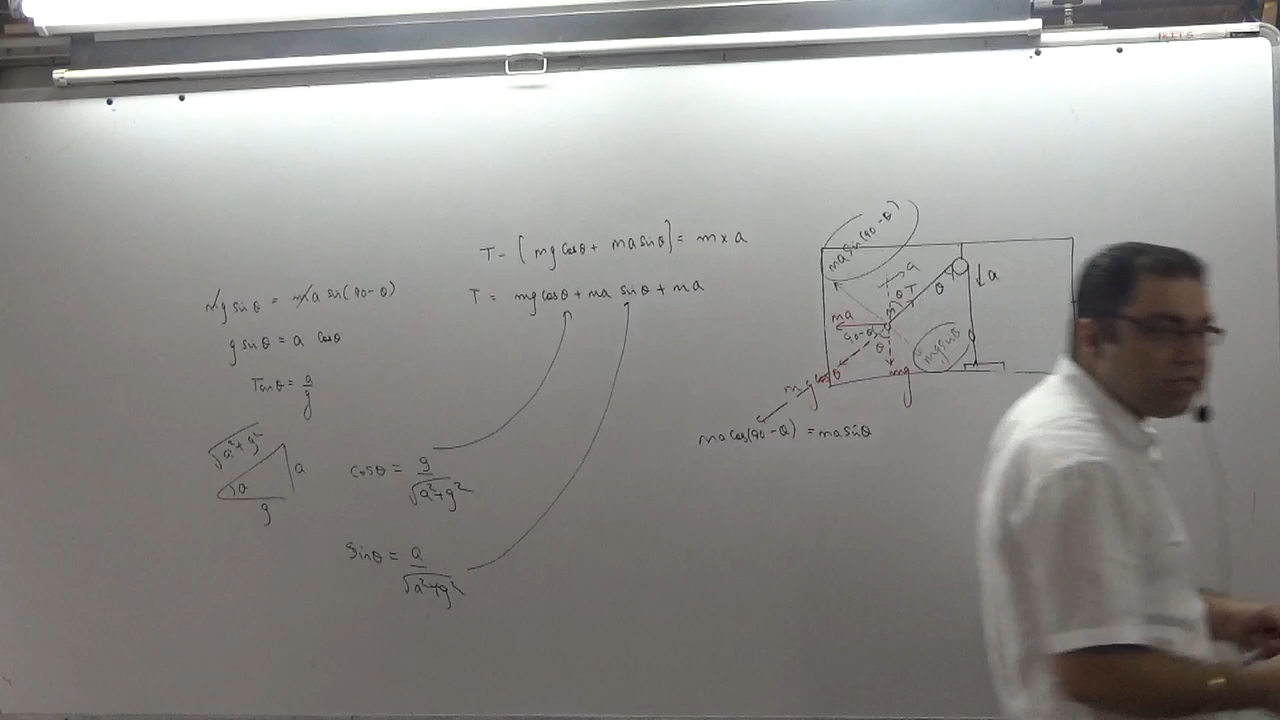 T - [mg cosθ + ma sinθ] = m × a
T = mg cosθ + ma sinθ + ma
mg sinθ = ma sin(90-θ)
g sinθ = a cosθ
Tanθ = a/g
√a²+g²
θ
a
g
cosθ = g/√a²+g²
Sinθ = a/√a²+g²
ma sin(90-θ)
a
θ
a
T
θ
m
ma
90-θ
θ
mg sinθ
mg cosθ
mg
ma cos(90-θ) = ma sinθ